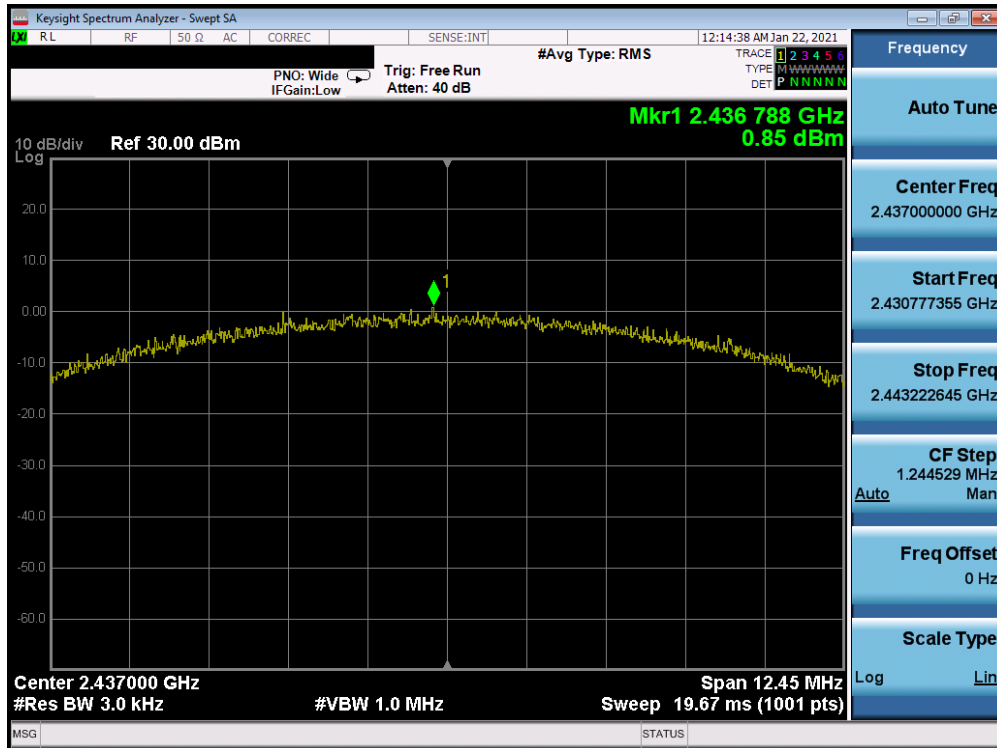 Keysight Spectrum Analyzer - Swept SA
LXI RL RF 50 Ω AC CORREC SENSE:INT 12:14:38 AM Jan 22, 2021
#Avg Type: RMS TRACE 1 2 3 4 5 6
PNO: Wide Trig: Free Run TYPE M WWWWW
IFGain:Low Atten: 40 dB DET P N N N N N
Mkr1 2.436 788 GHz
0.85 dBm
10 dB/div Ref 30.00 dBm
Log
20.0
1
10.0
0.00
-10.0
-20.0
-30.0
-40.0
-50.0
-60.0
Center 2.437000 GHz Span 12.45 MHz
#Res BW 3.0 kHz #VBW 1.0 MHz Sweep 19.67 ms (1001 pts)
MSG STATUS
Frequency
Auto Tune
Center Freq
2.437000000 GHz
Start Freq
2.430777355 GHz
Stop Freq
2.443222645 GHz
CF Step
1.244529 MHz
Auto Man
Freq Offset
0 Hz
Scale Type
Log Lin